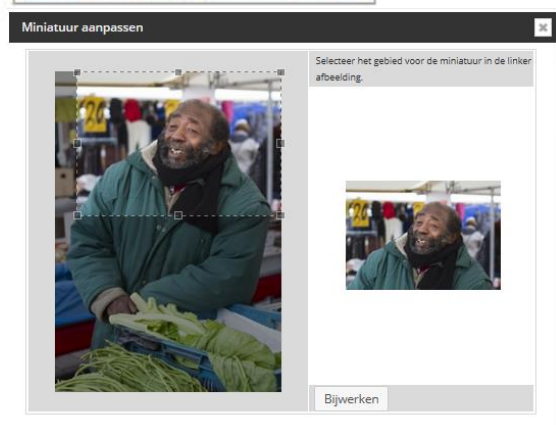 Miniatuur aanpassen
Selecteer het gebied voor de miniatuur in de linker
afbeelding.
Bijwerken